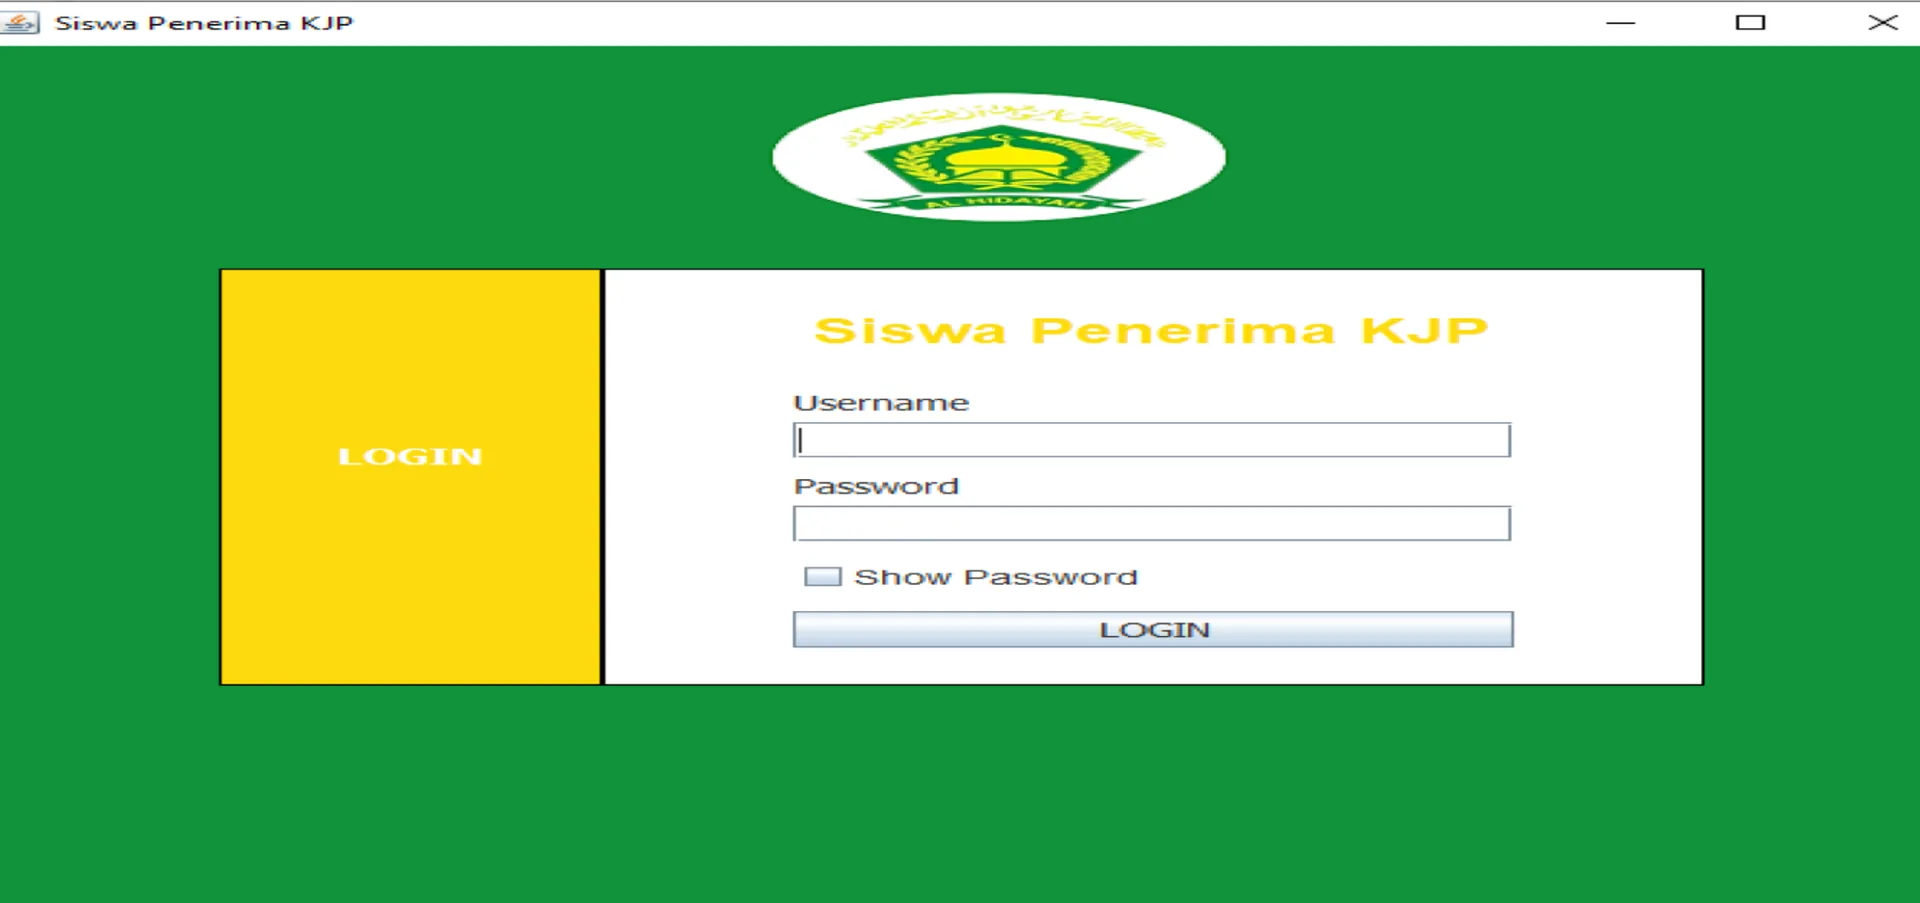 Siswa Penerima KJP
AL HIDAYAH
LOGIN
Siswa Penerima KJP
Username
Password
Show Password
LOGIN